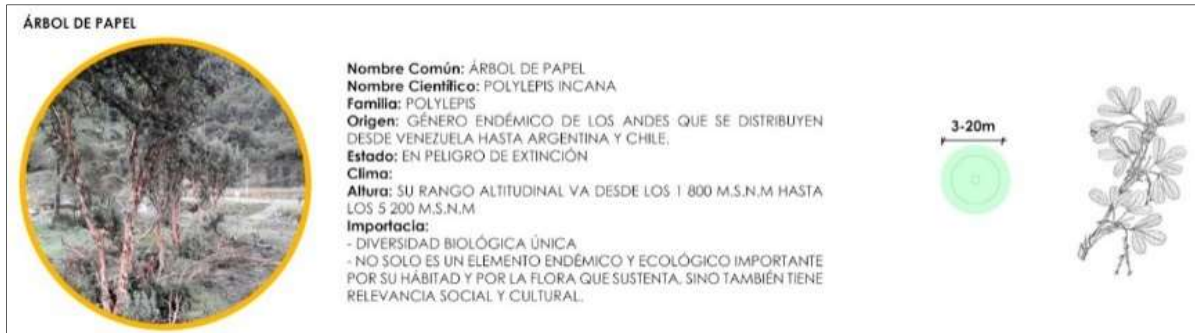 ÁRBOL DE PAPEL
Nombre Común: ÁRBOL DE PAPEL
Nombre Científico: POLYLEPIS INCANA
Familia: POLYLEPIS
Origen: GÉNERO ENDÉMICO DE LOS ANDES QUE SE DISTRIBUYEN
DESDE VENEZUELA HASTA ARGENTINA Y CHILE.
Estado: EN PELIGRO DE EXTINCIÓN
Clima:
Altura: SU RANGO ALTITUDINAL VA DESDE LOS 1 800 M.S.N.M HASTA
LOS 5 200 M.S.N.M
Importacia:
- DIVERSIDAD BIOLÓGICA ÚNICA
- NO SOLO ES UN ELEMENTO ENDÉMICO Y ECOLÓGICO IMPORTANTE
POR SU HÁBITAD Y POR LA FLORA QUE SUSTENTA, SINO TAMBIÉN TIENE
RELEVANCIA SOCIAL Y CULTURAL.
3-20m